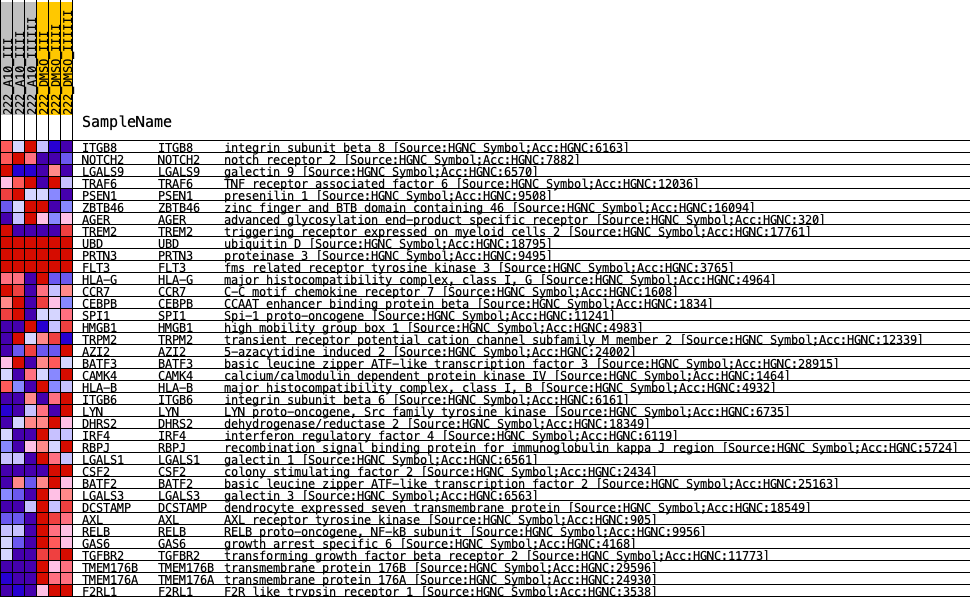 222_A10_III
222_A10_IIII
222_A10_IIIIII
222_DMSO_III
222_DMSO_IIII
222_DMSO_IIIIII
SampleName
ITGB8 ITGB8 integrin subunit beta 8 [Source:HGNC Symbol;Acc:HGNC:6163]
NOTCH2 NOTCH2 notch receptor 2 [Source:HGNC Symbol;Acc:HGNC:7882]
LGALS9 LGALS9 galectin 9 [Source:HGNC Symbol;Acc:HGNC:6570]
TRAF6 TRAF6 TNF receptor associated factor 6 [Source:HGNC Symbol;Acc:HGNC:12036]
PSEN1 PSEN1 presenilin 1 [Source:HGNC Symbol;Acc:HGNC:9508]
ZBTB46 ZBTB46 zinc finger and BTB domain containing 46 [Source:HGNC Symbol;Acc:HGNC:16094]
AGER AGER advanced glycosylation end-product specific receptor [Source:HGNC Symbol;Acc:HGNC:320]
TREM2 TREM2 triggering receptor expressed on myeloid cells 2 [Source:HGNC Symbol;Acc:HGNC:17761]
UBD UBD ubiquitin D [Source:HGNC Symbol;Acc:HGNC:18795]
PRTN3 PRTN3 proteinase 3 [Source:HGNC Symbol;Acc:HGNC:9495]
FLT3 FLT3 fms related receptor tyrosine kinase 3 [Source:HGNC Symbol;Acc:HGNC:3765]
HLA-G HLA-G major histocompatibility complex, class I, G [Source:HGNC Symbol;Acc:HGNC:4964]
CCR7 CCR7 C-C motif chemokine receptor 7 [Source:HGNC Symbol;Acc:HGNC:1608]
CEBPB CEBPB CCAAT enhancer binding protein beta [Source:HGNC Symbol;Acc:HGNC:1834]
SPI1 SPI1 Spi-1 proto-oncogene [Source:HGNC Symbol;Acc:HGNC:11241]
HMGB1 HMGB1 high mobility group box 1 [Source:HGNC Symbol;Acc:HGNC:4983]
TRPM2 TRPM2 transient receptor potential cation channel subfamily M member 2 [Source:HGNC Symbol;Acc:HGNC:12339]
AZI2 AZI2 5-azacytidine induced 2 [Source:HGNC Symbol;Acc:HGNC:24002]
BATF3 BATF3 basic leucine zipper ATF-like transcription factor 3 [Source:HGNC Symbol;Acc:HGNC:28915]
CAMK4 CAMK4 calcium/calmodulin dependent protein kinase IV [Source:HGNC Symbol;Acc:HGNC:1464]
HLA-B HLA-B major histocompatibility complex, class I, B [Source:HGNC Symbol;Acc:HGNC:4932]
ITGB6 ITGB6 integrin subunit beta 6 [Source:HGNC Symbol;Acc:HGNC:6161]
LYN LYN LYN proto-oncogene, Src family tyrosine kinase [Source:HGNC Symbol;Acc:HGNC:6735]
DHRS2 DHRS2 dehydrogenase/reductase 2 [Source:HGNC Symbol;Acc:HGNC:18349]
IRF4 IRF4 interferon regulatory factor 4 [Source:HGNC Symbol;Acc:HGNC:6119]
RBPJ RBPJ recombination signal binding protein for immunoglobulin kappa J region [Source:HGNC Symbol;Acc:HGNC:5724]
LGALS1 LGALS1 galectin 1 [Source:HGNC Symbol;Acc:HGNC:6561]
CSF2 CSF2 colony stimulating factor 2 [Source:HGNC Symbol;Acc:HGNC:2434]
BATF2 BATF2 basic leucine zipper ATF-like transcription factor 2 [Source:HGNC Symbol;Acc:HGNC:25163]
LGALS3 LGALS3 galectin 3 [Source:HGNC Symbol;Acc:HGNC:6563]
DCSTAMP DCSTAMP dendrocyte expressed seven transmembrane protein [Source:HGNC Symbol;Acc:HGNC:18549]
AXL AXL AXL receptor tyrosine kinase [Source:HGNC Symbol;Acc:HGNC:905]
RELB RELB RELB proto-oncogene, NF-kB subunit [Source:HGNC Symbol;Acc:HGNC:9956]
GAS6 GAS6 growth arrest specific 6 [Source:HGNC Symbol;Acc:HGNC:4168]
TGFBR2 TGFBR2 transforming growth factor beta receptor 2 [Source:HGNC Symbol;Acc:HGNC:11773]
TMEM176B TMEM176B transmembrane protein 176B [Source:HGNC Symbol;Acc:HGNC:29596]
TMEM176A TMEM176A transmembrane protein 176A [Source:HGNC Symbol;Acc:HGNC:24930]
F2RL1 F2RL1 F2R like trypsin receptor 1 [Source:HGNC Symbol;Acc:HGNC:3538]